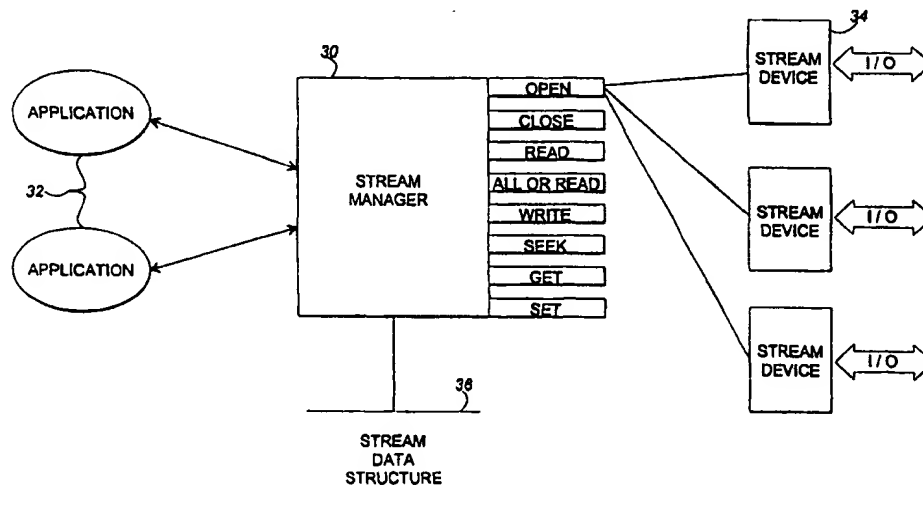 30
34
STREAM
DEVICE
I / O
OPEN
APPLICATION
CLOSE
READ
32
STREAM
MANAGER
ALL OR READ
WRITE
STREAM
DEVICE
I / O
SEEK
APPLICATION
GET
SET
STREAM
DEVICE
I / O
36
STREAM
DATA
STRUCTURE